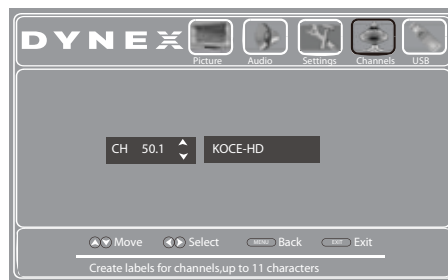 DYNEX
Picture Audio Settings Channels USB
CH 50.1 KOCE-HD
Move Select MENU Back EXIT Exit
Create labels for channels,up to 11 characters